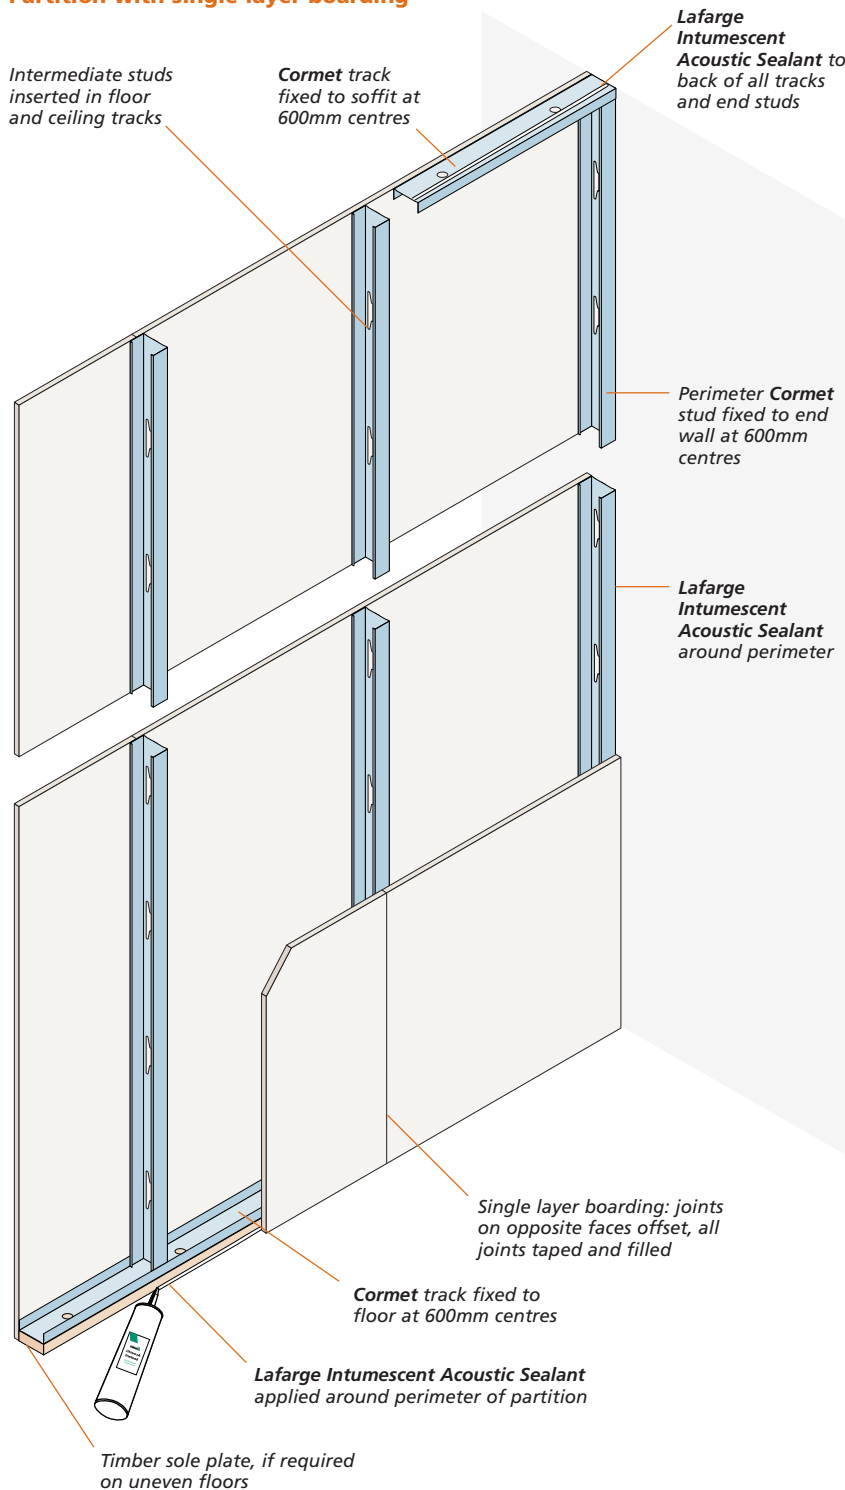 Partition with single layer boarding
Lafarge
Intumescent
Acoustic Sealant to
back of all tracks
and end studs
Intermediate studs
inserted in floor
and ceiling tracks
Cormet track
fixed to soffit at
600mm centres
Perimeter Cormet
stud fixed to end
wall at 600mm
centres
Lafarge
Intumescent
Acoustic Sealant
around perimeter
Single layer boarding: joints
on opposite faces offset, all
joints taped and filled
Cormet track fixed to
floor at 600mm centres
Lafarge Intumescent Acoustic Sealant
applied around perimeter of partition
Timber sole plate, if required
on uneven floors